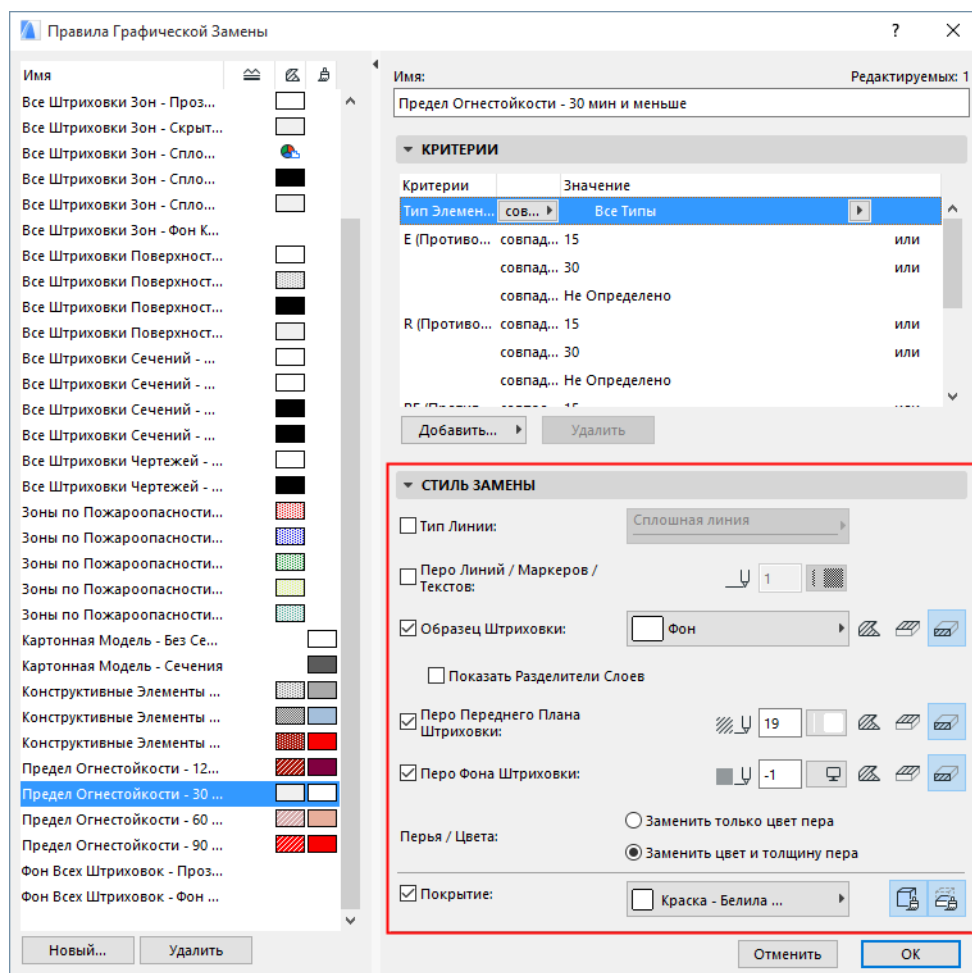 Правила Графической Замены
?
Имя
Все Штриховки Зон - Проз...
Все Штриховки Зон - Скрыт...
Все Штриховки Зон - Спло...
Все Штриховки Зон - Спло...
Все Штриховки Зон - Спло...
Все Штриховки Зон - Фон К...
Все Штриховки Поверхност...
Все Штриховки Поверхност...
Все Штриховки Поверхност...
Все Штриховки Поверхност...
Все Штриховки Сечений - ...
Все Штриховки Сечений - ...
Все Штриховки Сечений - ...
Все Штриховки Сечений - ...
Все Штриховки Чертежей - ...
Все Штриховки Чертежей - ...
Зоны по Пожароопасности...
Зоны по Пожароопасности...
Зоны по Пожароопасности...
Зоны по Пожароопасности...
Зоны по Пожароопасности...
Картонная Модель - Без Се...
Картонная Модель - Сечения
Конструктивные Элементы ...
Конструктивные Элементы ...
Конструктивные Элементы ...
Предел Огнестойкости - 12...
Предел Огнестойкости - 30 ...
Предел Огнестойкости - 60 ...
Предел Огнестойкости - 90 ...
Фон Всех Штриховок - Проз...
Фон Всех Штриховок - Фон ...
Новый... Удалить
Имя: Редактируемых: 1
Предел Огнестойкости - 30 мин и меньше
КРИТЕРИИ
Критерии Значение
Тип Элемен... сов... Все Типы
E (Противо... совпад... 15 или
совпад... 30 или
совпад... Не Определено
R (Противо... совпад... 15 или
совпад... 30 или
совпад... Не Определено
Добавить... Удалить
СТИЛЬ ЗАМЕНЫ
Тип Линии: Сплошная линия
Перо Линий / Маркеров /
Текстов: 1
Образец Штриховки: Фон
Показать Разделители Слоев
Перо Переднего Плана
Штриховки: 19
Перо Фона Штриховки: -1
Перья / Цвета:
Заменить только цвет пера
Заменить цвет и толщину пера
Покрытие: Краска - Белила ...
Отменить OK